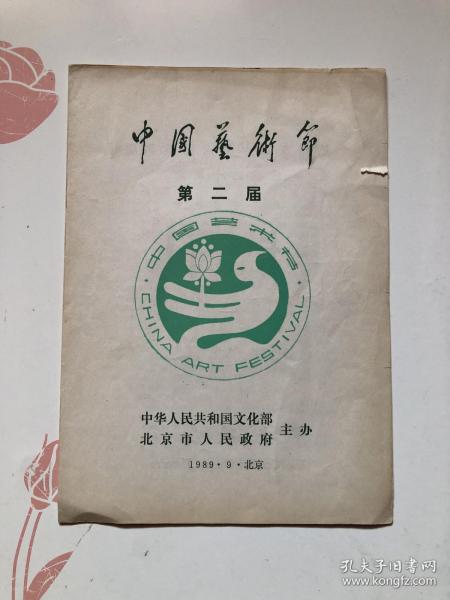 中国藝術節
第二届
中国艺术节
· CHINA ART FESTIVAL ·
中华人民共和国文化部
北京市人民政府
主办
1989·9·北京
孔夫子旧书网
www.kongfz.com